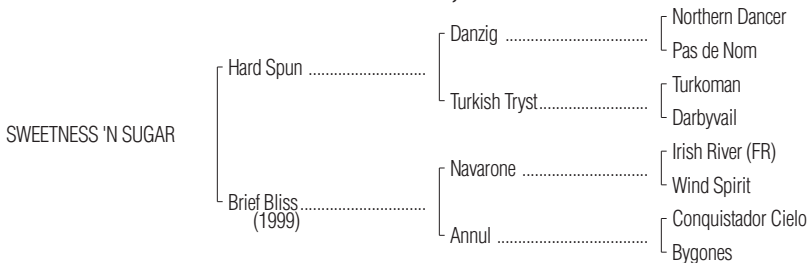 Northern Dancer
Danzig ..........................................
Pas de Nom
Hard Spun .................................
Turkoman
Turkish Tryst...............................
Darbyvail
SWEETNESS 'N SUGAR
Irish River (FR)
Navarone .....................................
Wind Spirit
Brief Bliss...................................
(1999)
Conquistador Cielo
Annul ...........................................
Bygones